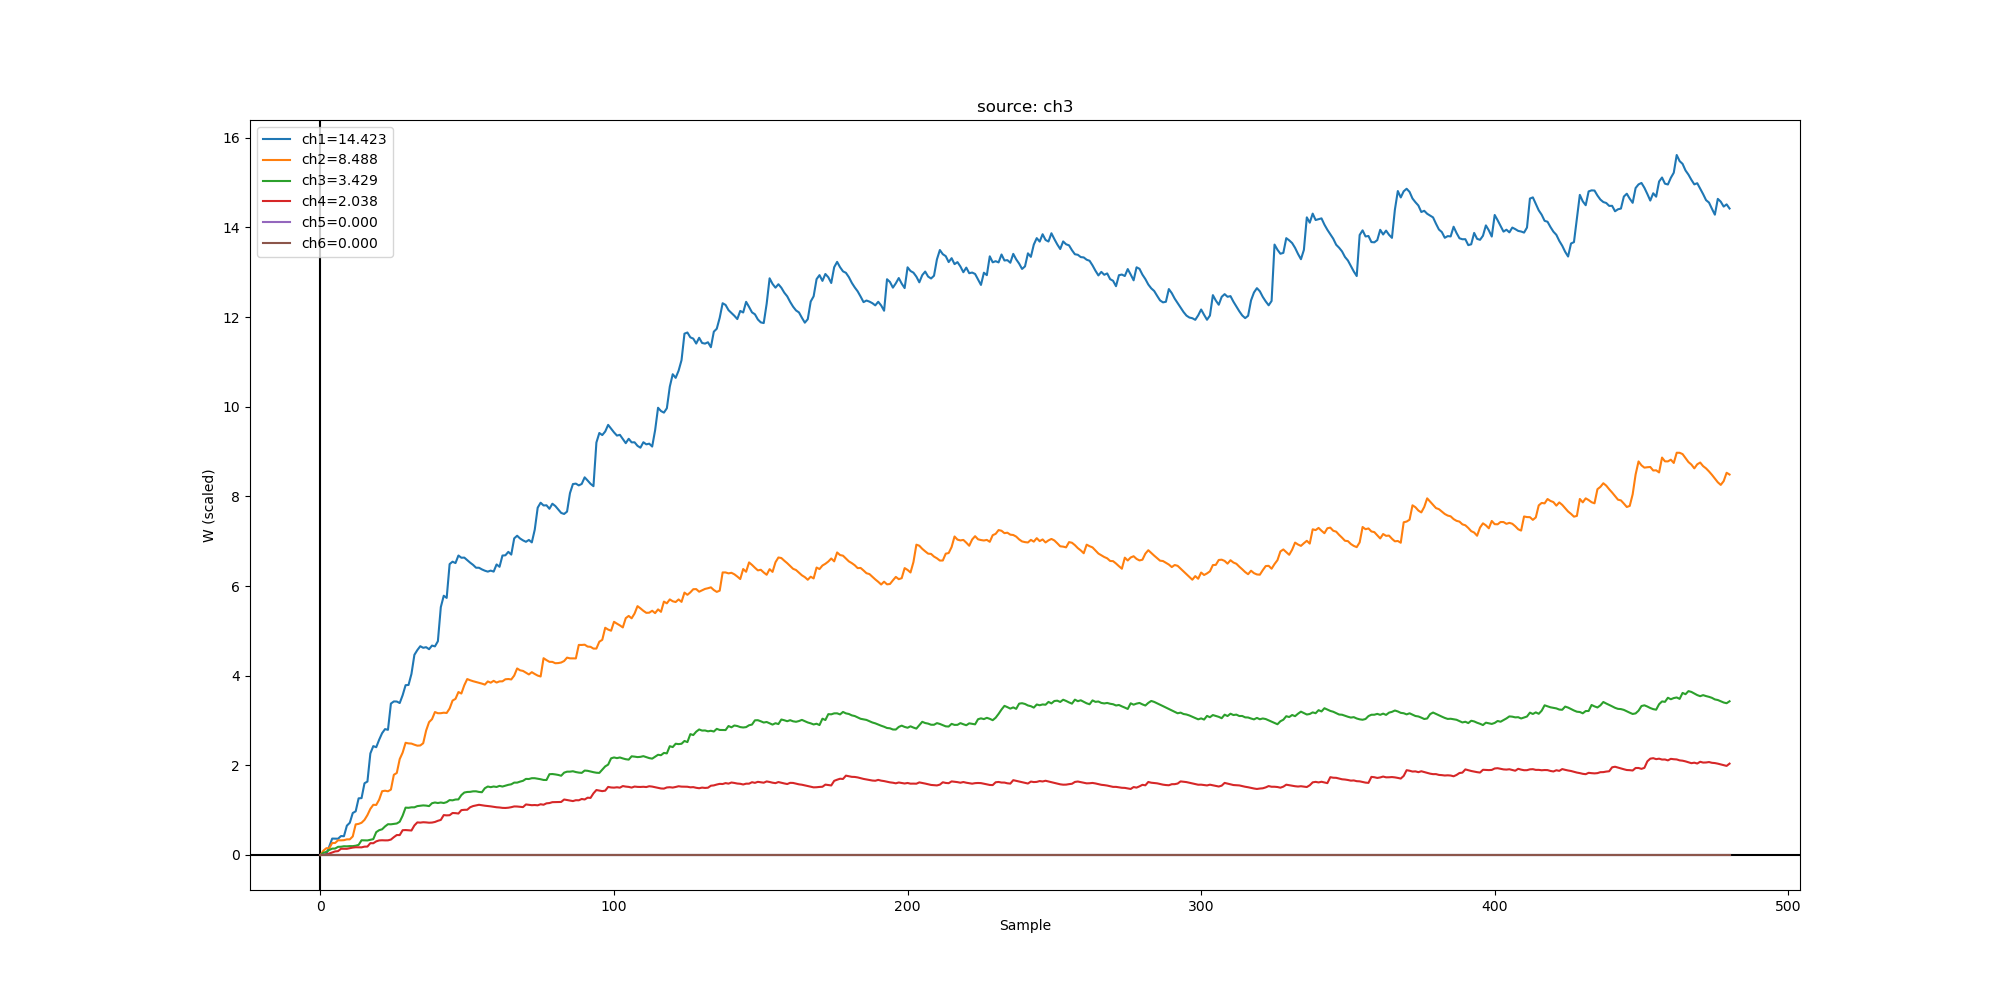 source: ch3
ch1=14.423
ch2=8.488
ch3=3.429
ch4=2.038
ch5=0.000
ch6=0.000
W (scaled)
16
14
12
10
8
6
4
2
0
0 100 200 300 400 500
Sample